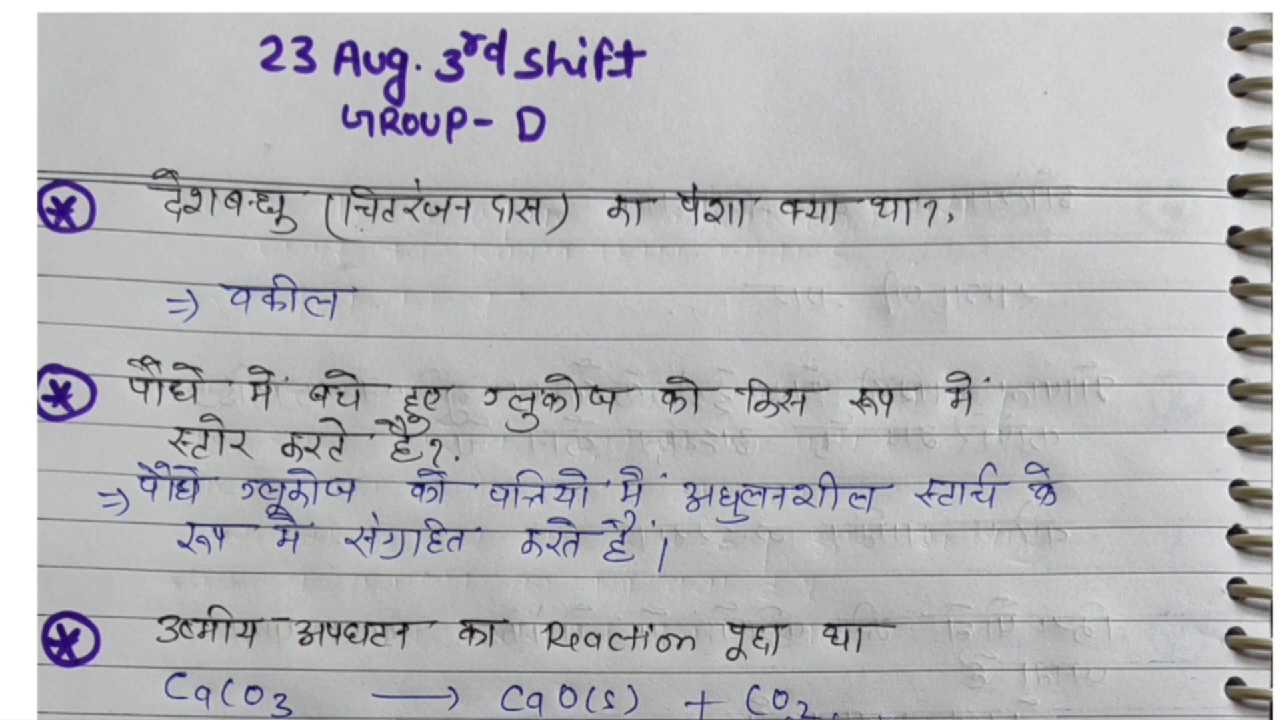 23 Aug. 3rd shift
GROUP - D
देशबन्धु (चितरंजन दास) का पेशा क्या था?.
=) वकील
पौधे में बचे हुए ग्लुकोज को किस रूप में
स्टोर करते है?.
=) पौधे ग्लूकोज को पत्तियो में अघुलनशील स्टार्च के
रूप में संग्रहित करते है।
उष्मीय अपघटन का Reaction पूछा था
CaCO3 → CaO(s) + CO2